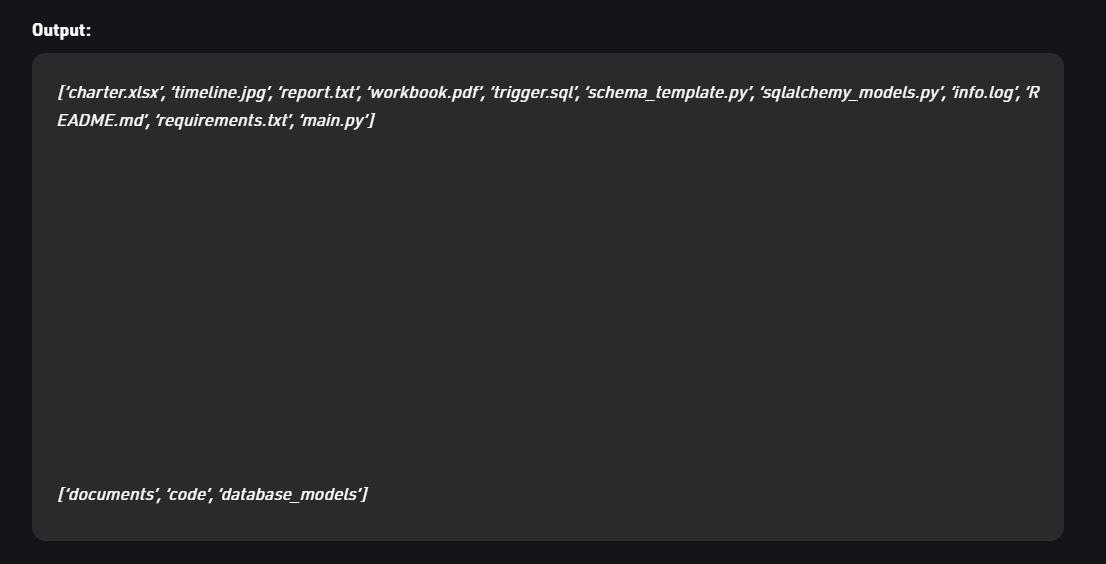 Output:
[‘charter.xlsx’, ‘timeline.jpg’, ‘report.txt’, ‘workbook.pdf’, ‘trigger.sql’, ‘schema_template.py’, ‘sqlalchemy_models.py’, ‘info.log’, ‘R
EADME.md’, ‘requirements.txt’, ‘main.py’]
[‘documents’, ‘code’, ‘database_models’]